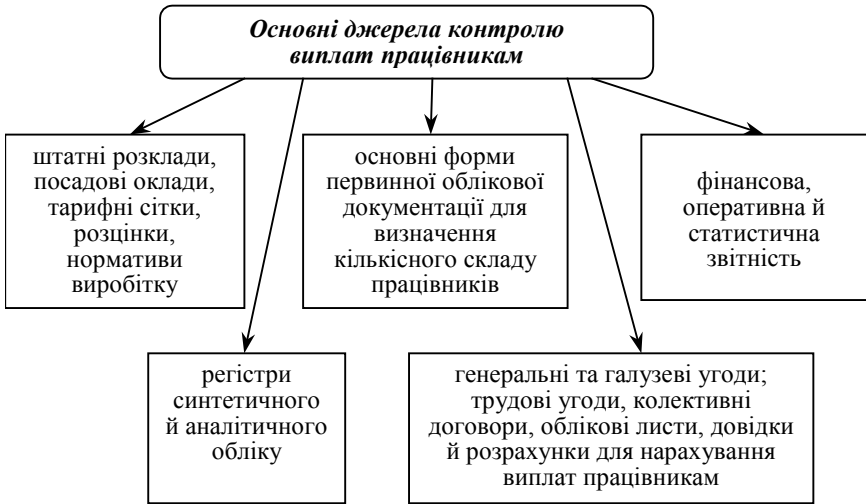 Основні джерела контролю
виплат працівникам
штатні розклади,
посадові оклади,
тарифні сітки,
розцінки,
нормативи
виробітку
основні форми
первинної облікової
документації для
визначення
кількісного складу
працівників
фінансова,
оперативна й
статистична
звітність
регістри
синтетичного
й аналітичного
обліку
генеральні та галузеві угоди;
трудові угоди, колективні
договори, облікові листи, довідки
й розрахунки для нарахування
виплат працівникам